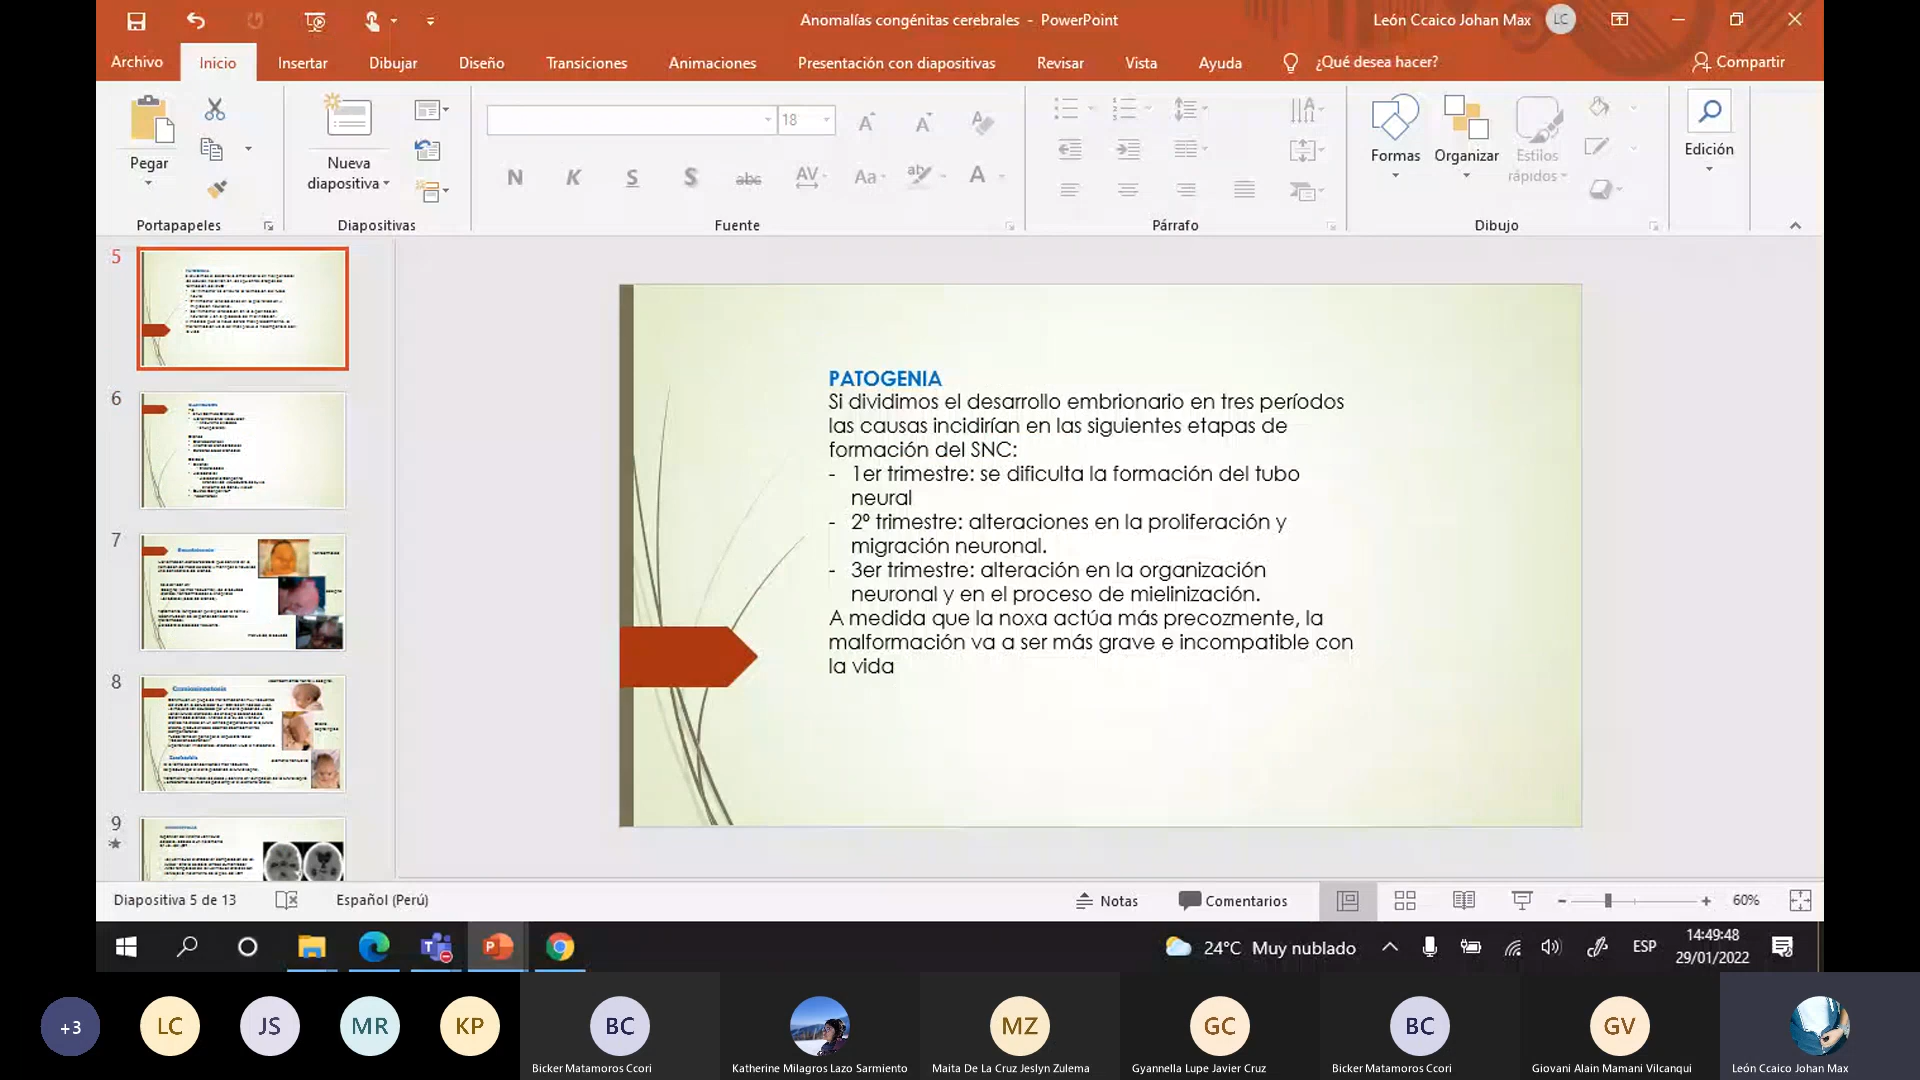 Anomalías congénitas cerebrales - PowerPoint
León Ccaico Johan Max
LC
Archivo
Inicio
Insertar
Dibujar
Diseño
Transiciones
Animaciones
Presentación con diapositivas
Revisar
Vista
Ayuda
¿Qué desea hacer?
Compartir
Pegar
Nueva
diapositiva
18
N K S S abc AV Aa A
Formas
Organizar
Estilos
rápidos
Edición
Portapapeles
Diapositivas
Fuente
Párrafo
Dibujo
5
6
7
8
9
PATOGENIA
Si dividimos el desarrollo embrionario en tres períodos
las causas incidirían en las siguientes etapas de
formación del SNC:
- 1er trimestre: se dificulta la formación del tubo
neural
- 2º trimestre: alteraciones en la proliferación y
migración neuronal.
- 3er trimestre: alteración en la organización
neuronal y en el proceso de mielinización.
A medida que la noxa actúa más precozmente, la
malformación va a ser más grave e incompatible con
la vida
Diapositiva 5 de 13
Español (Perú)
Notas
Comentarios
60%
24°C Muy nublado
ESP
14:49:48
29/01/2022
+3
LC
JS
MR
KP
BC
Bicker Matamoros Ccori
Katherine Milagros Lazo Sarmiento
MZ
Maita De La Cruz Jeslyn Zulema
GC
Gyannella Lupe Javier Cruz
BC
Bicker Matamoros Ccori
GV
Giovani Alain Mamani Vilcanqui
León Ccaico Johan Max